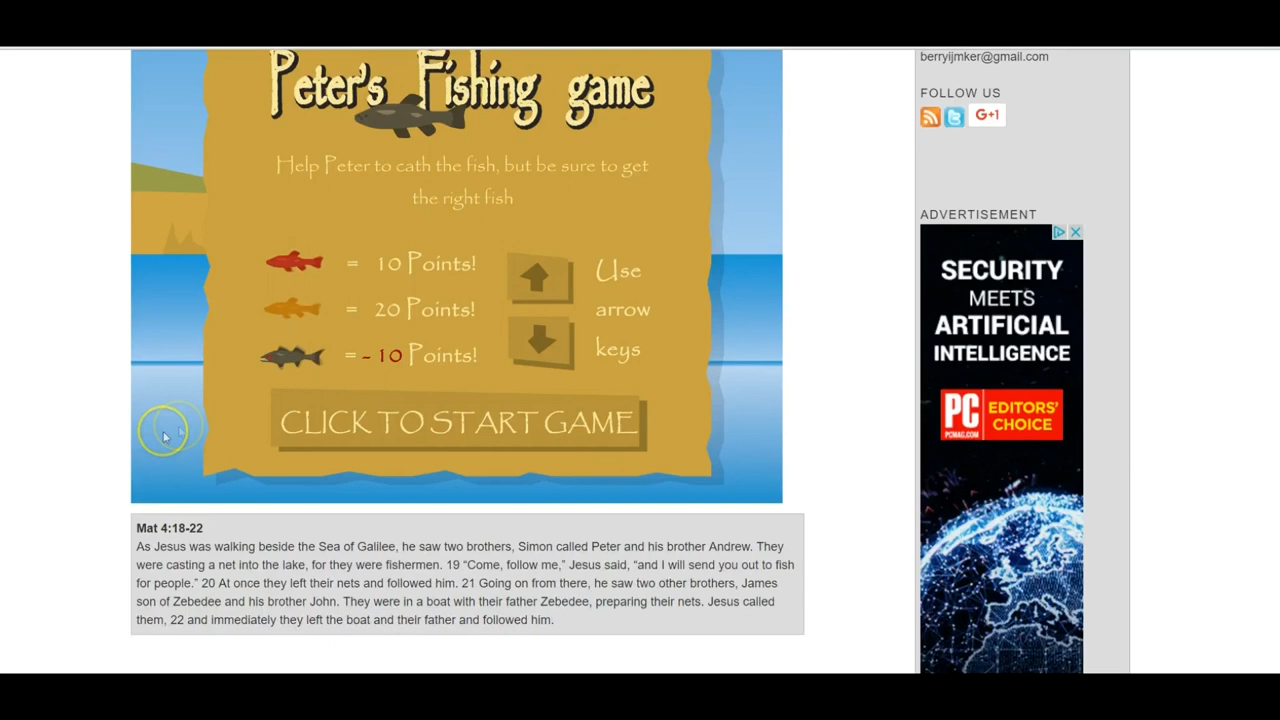 Peter's Fishing game
Help Peter to cath the fish, but be sure to get
the right fish
= 10 Points!
= 20 Points!
= - 10 Points!
Use
arrow
keys
CLICK TO START GAME
Mat 4:18-22
As Jesus was walking beside the Sea of Galilee, he saw two brothers, Simon called Peter and his brother Andrew. They
were casting a net into the lake, for they were fishermen. 19 “Come, follow me,” Jesus said, “and I will send you out to fish
for people.” 20 At once they left their nets and followed him. 21 Going on from there, he saw two other brothers, James
son of Zebedee and his brother John. They were in a boat with their father Zebedee, preparing their nets. Jesus called
them, 22 and immediately they left the boat and their father and followed him.
berryljmker@gmail.com
FOLLOW US
G+1
ADVERTISEMENT
SECURITY
MEETS
ARTIFICIAL
INTELLIGENCE
PC
PCMAG.COM
EDITORS'
CHOICE